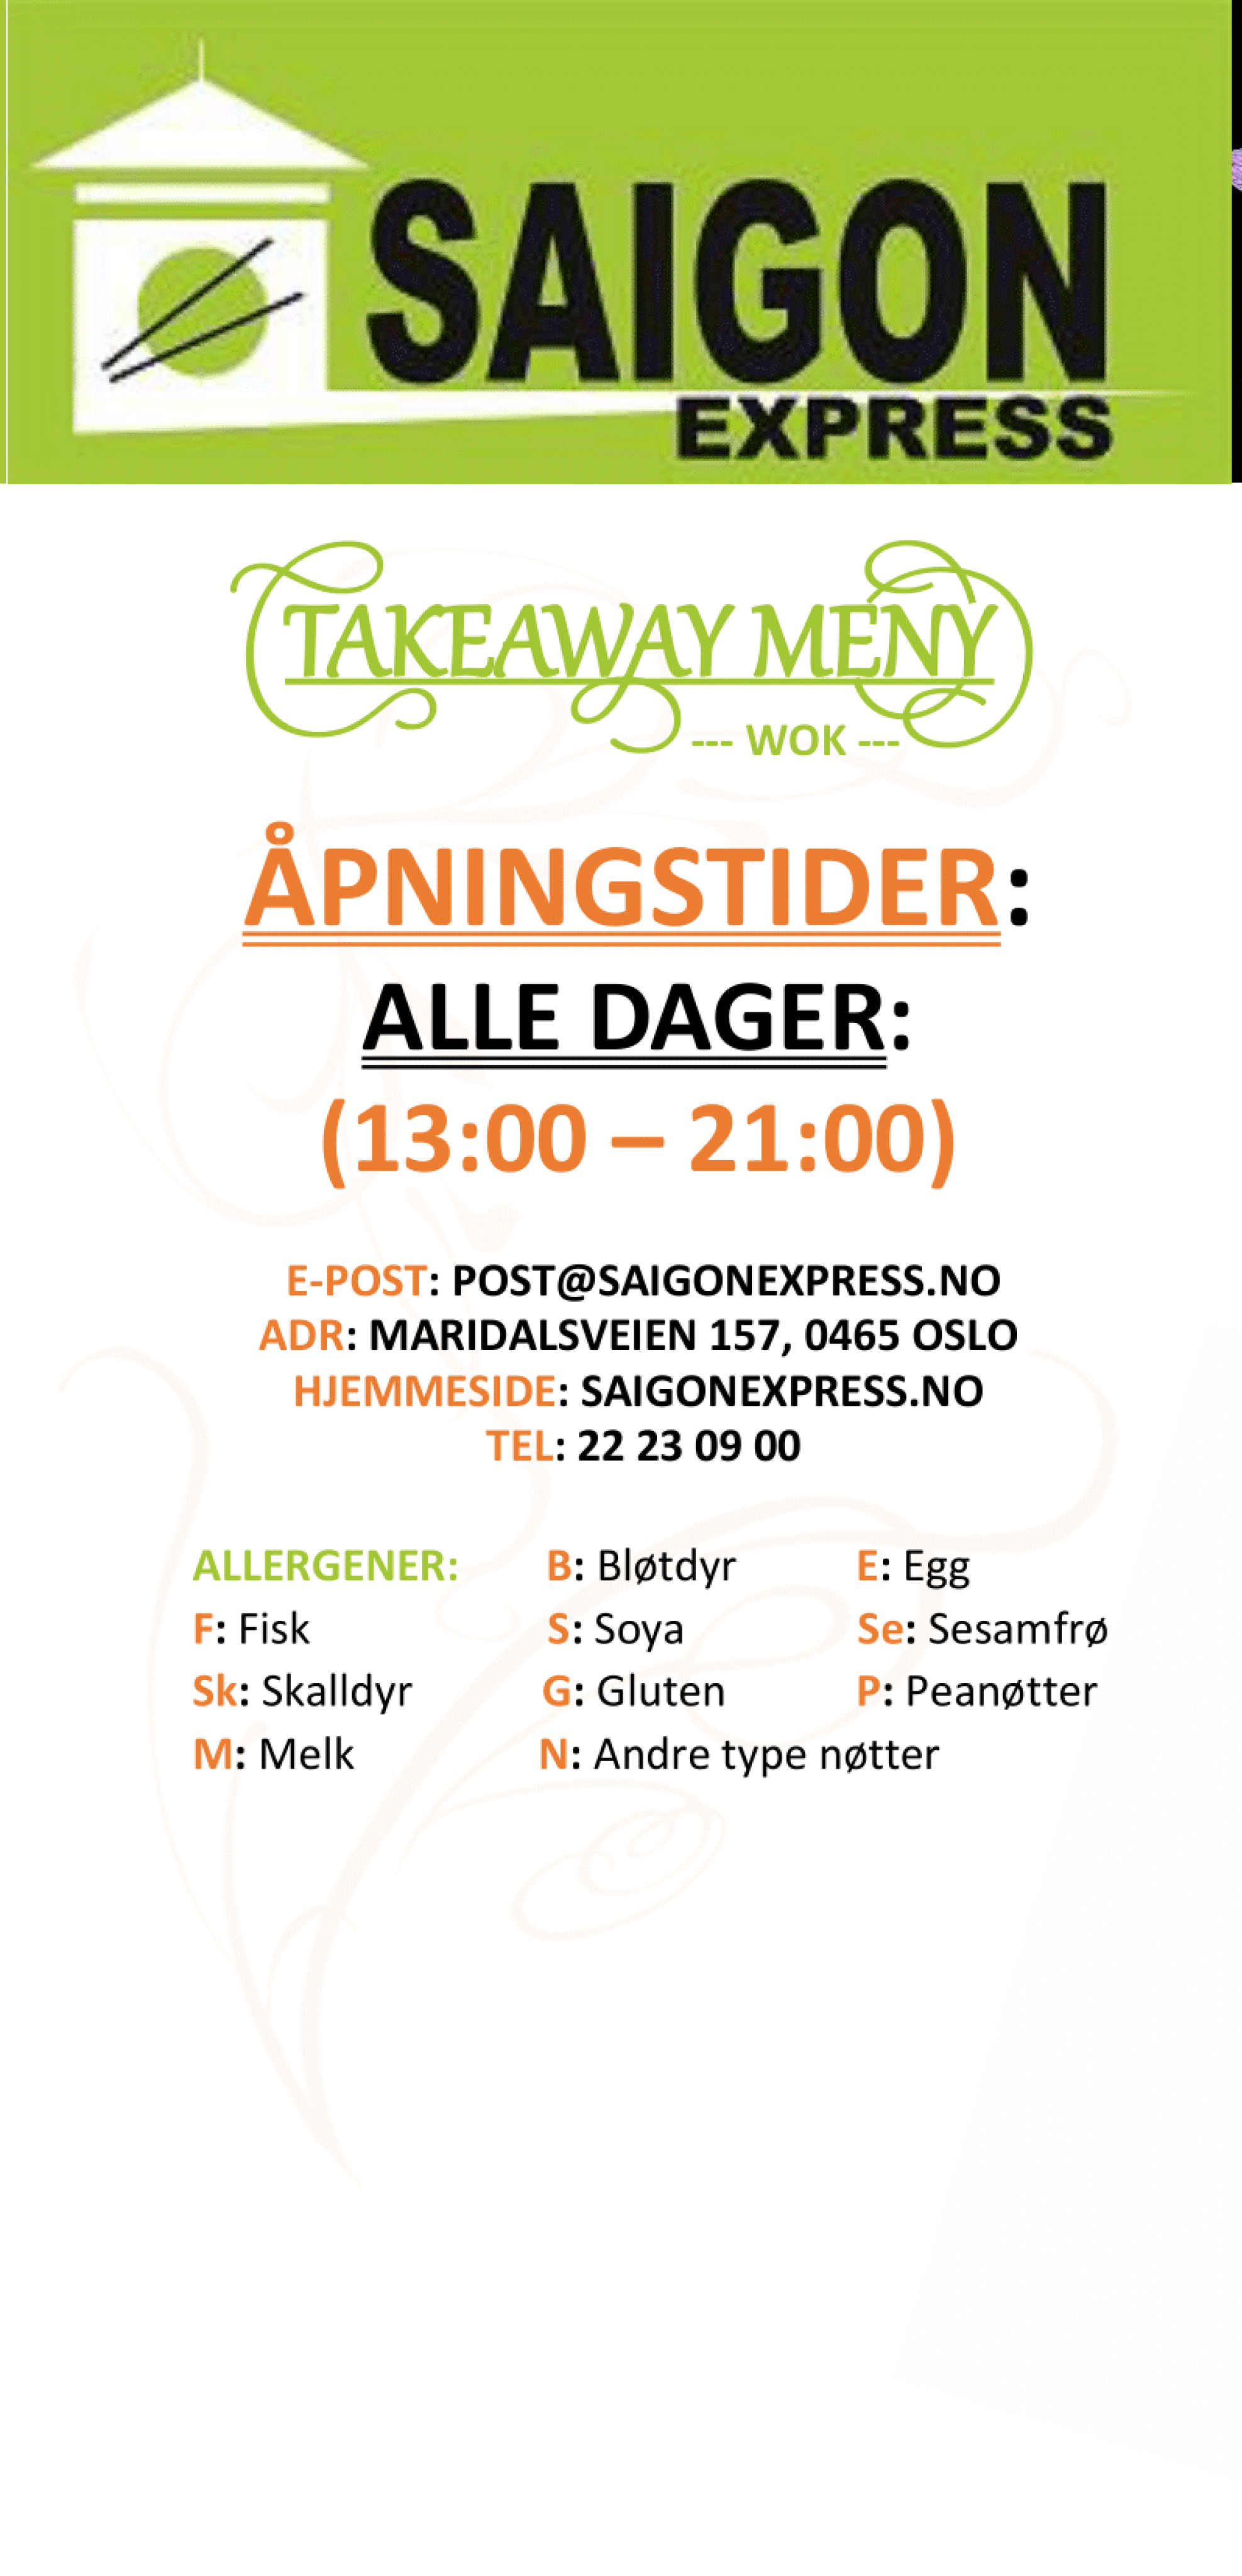 SAIGON
EXPRESS
TAKEAWAY MENY
--- WOK ---
ÅPNINGSTIDER:
ALLE DAGER:
(13:00 – 21:00)
E-POST: POST@SAIGONEXPRESS.NO
ADR: MARIDALSVEIEN 157, 0465 OSLO
HJEMMESIDE: SAIGONEXPRESS.NO
TEL: 22 23 09 00
ALLERGENER: B: Bløtdyr E: Egg
F: Fisk S: Soya Se: Sesamfrø
Sk: Skalldyr G: Gluten P: Peanøtter
M: Melk N: Andre type nøtter